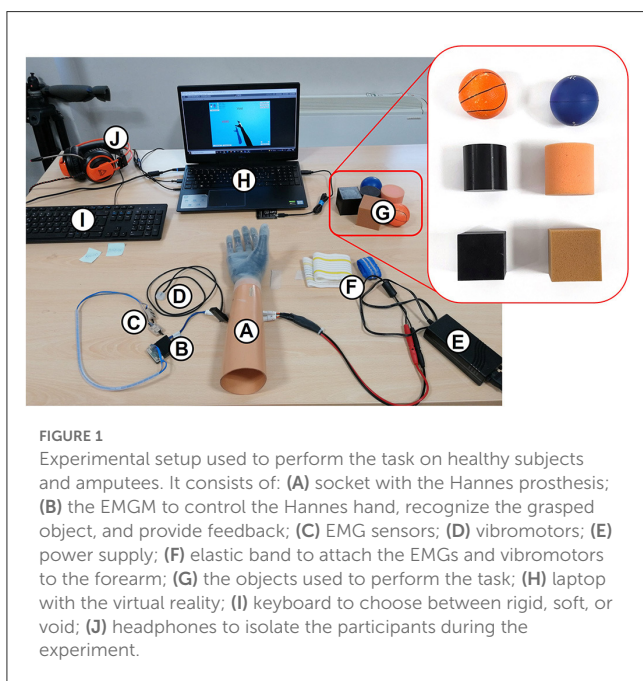 J
H
I
G
D
F
C
A
B
E
FIGURE 1
Experimental setup used to perform the task on healthy subjects
and amputees. It consists of: (A) socket with the Hannes prosthesis;
(B) the EMGM to control the Hannes hand, recognize the grasped
object, and provide feedback; (C) EMG sensors; (D) vibromotors; (E)
power supply; (F) elastic band to attach the EMGs and vibromotors
to the forearm; (G) the objects used to perform the task; (H) laptop
with the virtual reality; (I) keyboard to choose between rigid, soft, or
void; (J) headphones to isolate the participants during the
experiment.